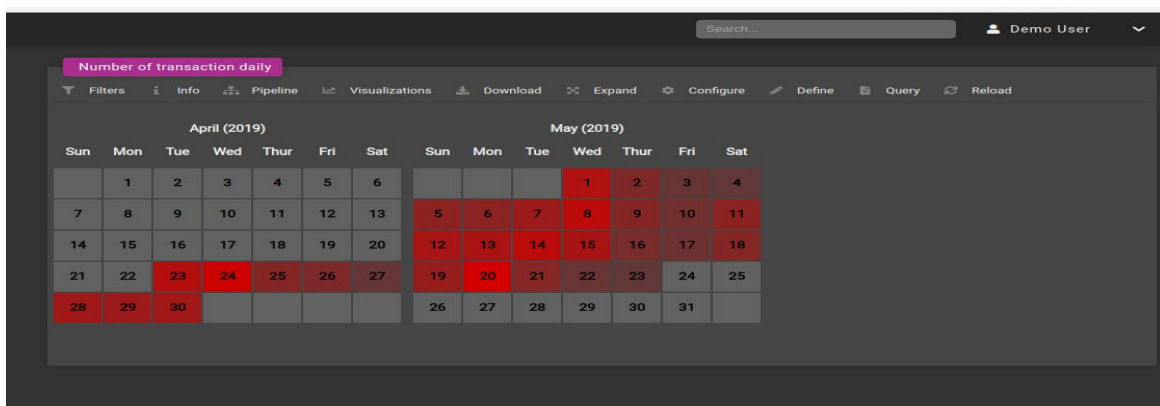 Search...
Demo User
Number of transaction daily
Filters Info Pipeline Visualizations Download Expand Configure Define Query Reload
April (2019) May (2019)
Sun Mon Tue Wed Thur Fri Sat Sun Mon Tue Wed Thur Fri Sat
1 2 3 4 5 6 1 2 3 4
7 8 9 10 11 12 13 5 6 7 8 9 10 11
14 15 16 17 18 19 20 12 13 14 15 16 17 18
21 22 23 24 25 26 27 19 20 21 22 23 24 25
28 29 30 26 27 28 29 30 31